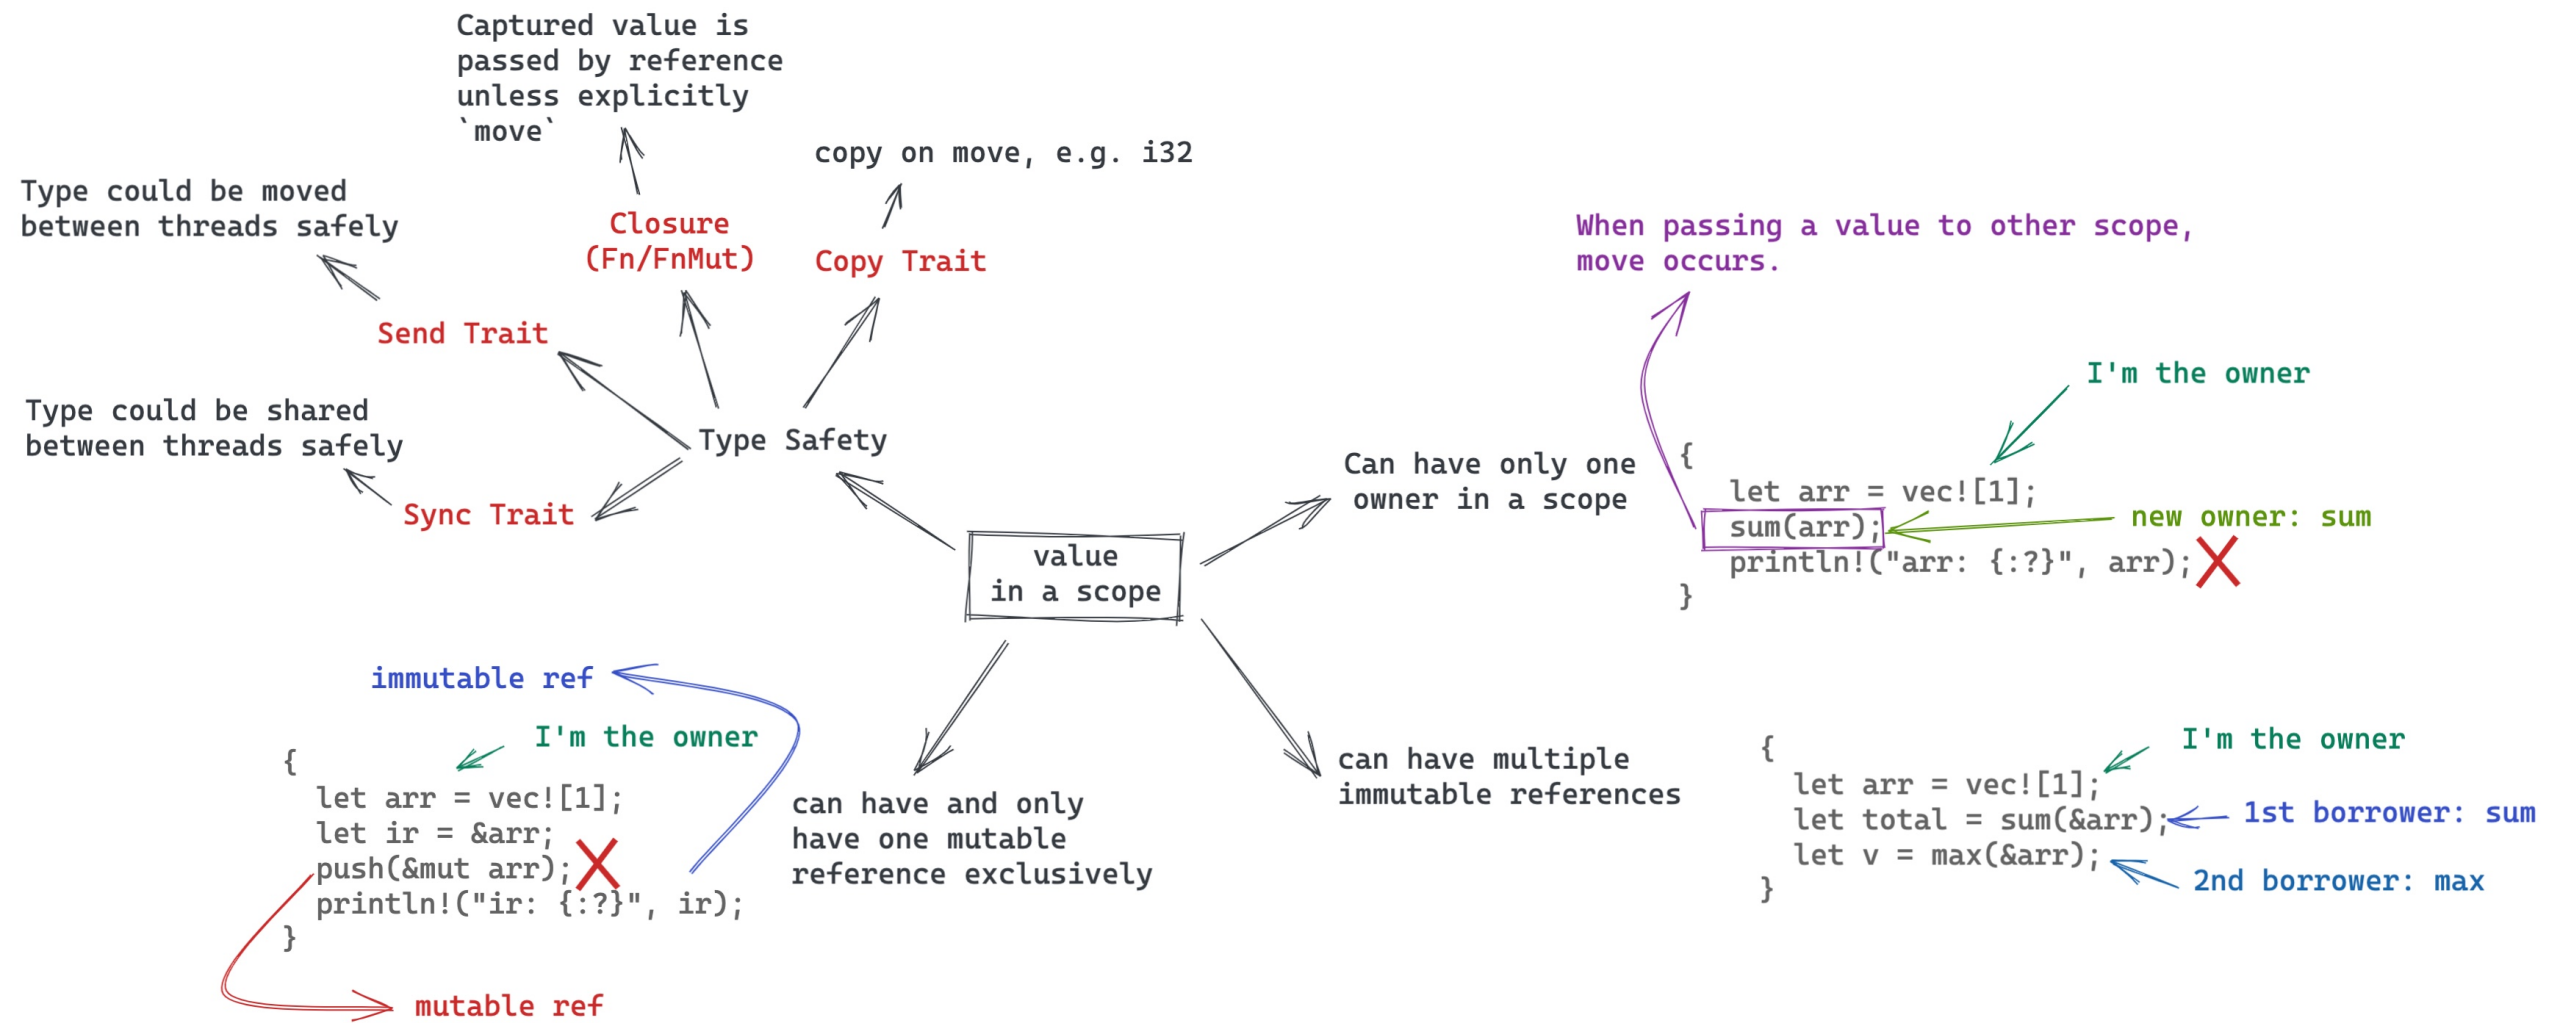 Captured value is
passed by reference
unless explicitly
`move`
copy on move, e.g. i32
Type could be moved
between threads safely
Closure
(Fn/FnMut)
Copy Trait
Send Trait
Type could be shared
between threads safely
Type Safety
Sync Trait
value
in a scope
Can have only one
owner in a scope
When passing a value to other scope,
move occurs.
I'm the owner
{
let arr = vec![1];
sum(arr);
new owner: sum
println!("arr: {:?}", arr);
}
immutable ref
I'm the owner
{
let arr = vec![1];
let ir = &arr;
push(&mut arr);
println!("ir: {:?}", ir);
}
mutable ref
can have and only
have one mutable
reference exclusively
can have multiple
immutable references
I'm the owner
{
let arr = vec![1];
let total = sum(&arr);
1st borrower: sum
let v = max(&arr);
2nd borrower: max
}